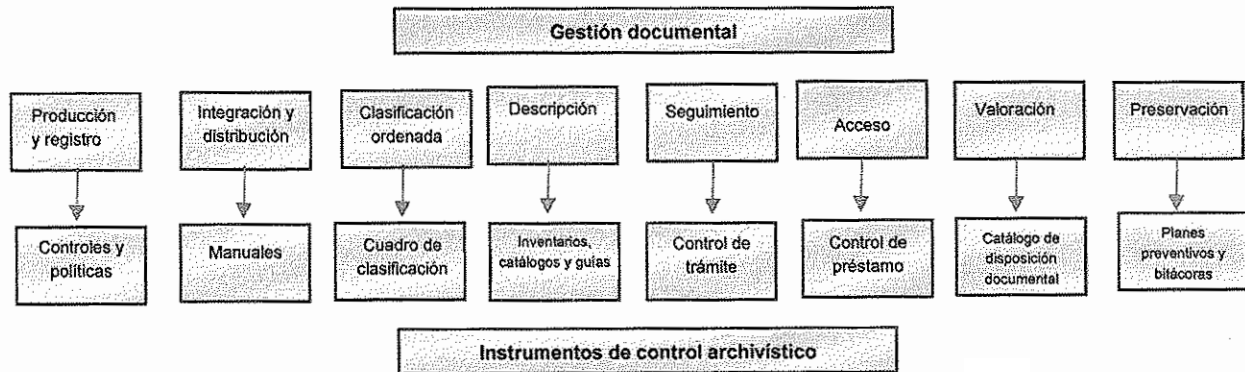 Gestión documental
Producción
y registro
Integración y
distribución
Clasificación
ordenada
Descripción
Seguimiento
Acceso
Valoración
Preservación
Controles y
políticas
Manuales
Cuadro de
clasificación
Inventarios,
catálogos y guías
Control de
trámite
Control de
préstamo
Catálogo de
disposición
documental
Planes
preventivos y
bitácoras
Instrumentos de control archivístico